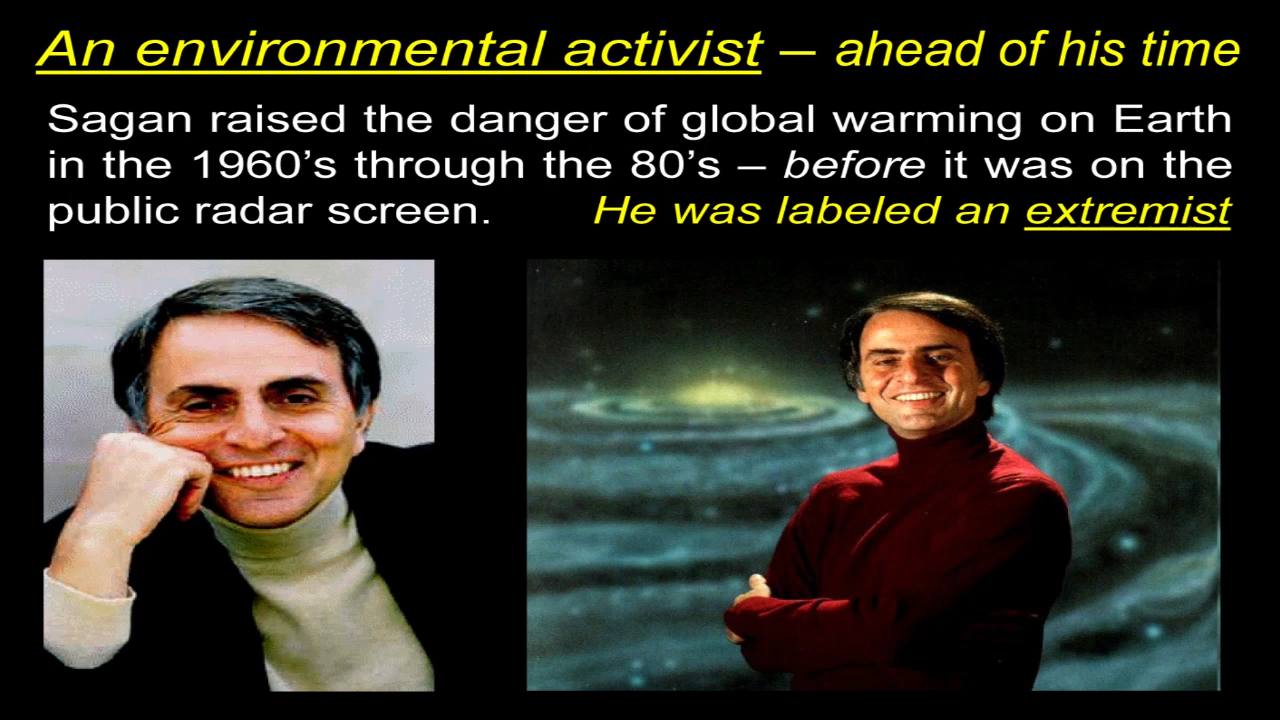 An environmental activist – ahead of his time
Sagan raised the danger of global warming on Earth
in the 1960’s through the 80’s – before it was on the
public radar screen. He was labeled an extremist